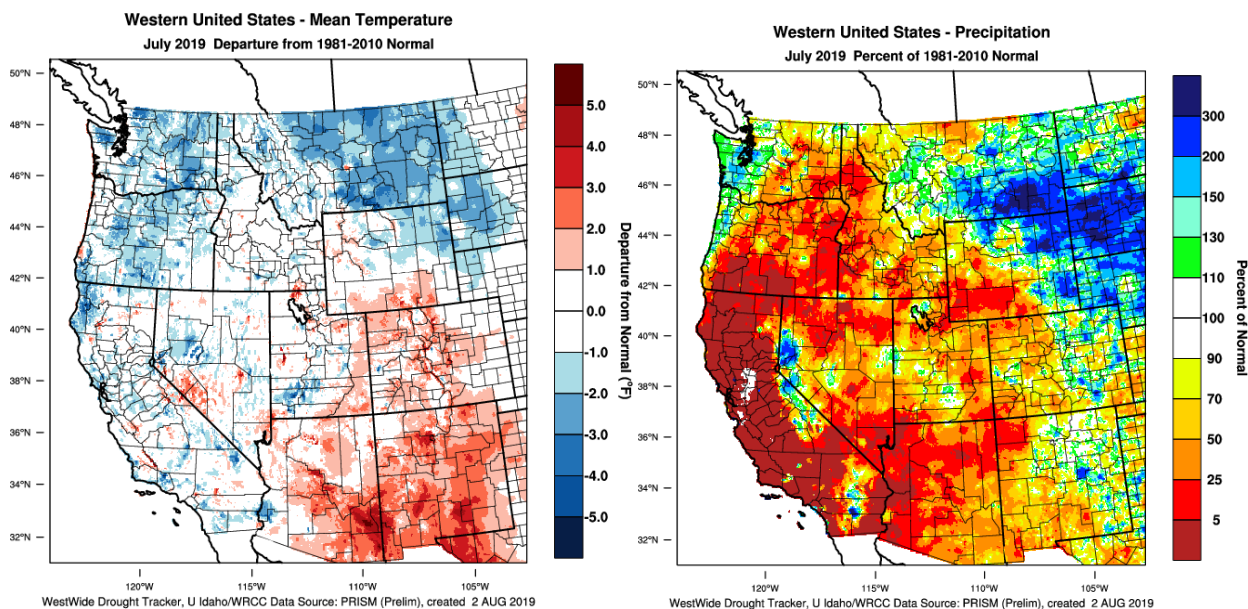 Western United States - Mean Temperature
July 2019 Departure from 1981-2010 Normal
50°N
48°N
46°N
44°N
42°N
40°N
38°N
36°N
34°N
32°N
120°W
115°W
110°W
105°W
5.0
4.0
3.0
2.0
1.0
0.0
-1.0
-2.0
-3.0
-4.0
-5.0
Departure from Normal (°F)
WestWide Drought Tracker, U Idaho/WRCC Data Source: PRISM (Prelim), created 2 AUG 2019
Western United States - Precipitation
July 2019 Percent of 1981-2010 Normal
50°N
48°N
46°N
44°N
42°N
40°N
38°N
36°N
34°N
32°N
120°W
115°W
110°W
105°W
300
200
150
130
110
100
90
70
50
25
5
Percent of Normal
WestWide Drought Tracker, U Idaho/WRCC Data Source: PRISM (Prelim), created 2 AUG 2019